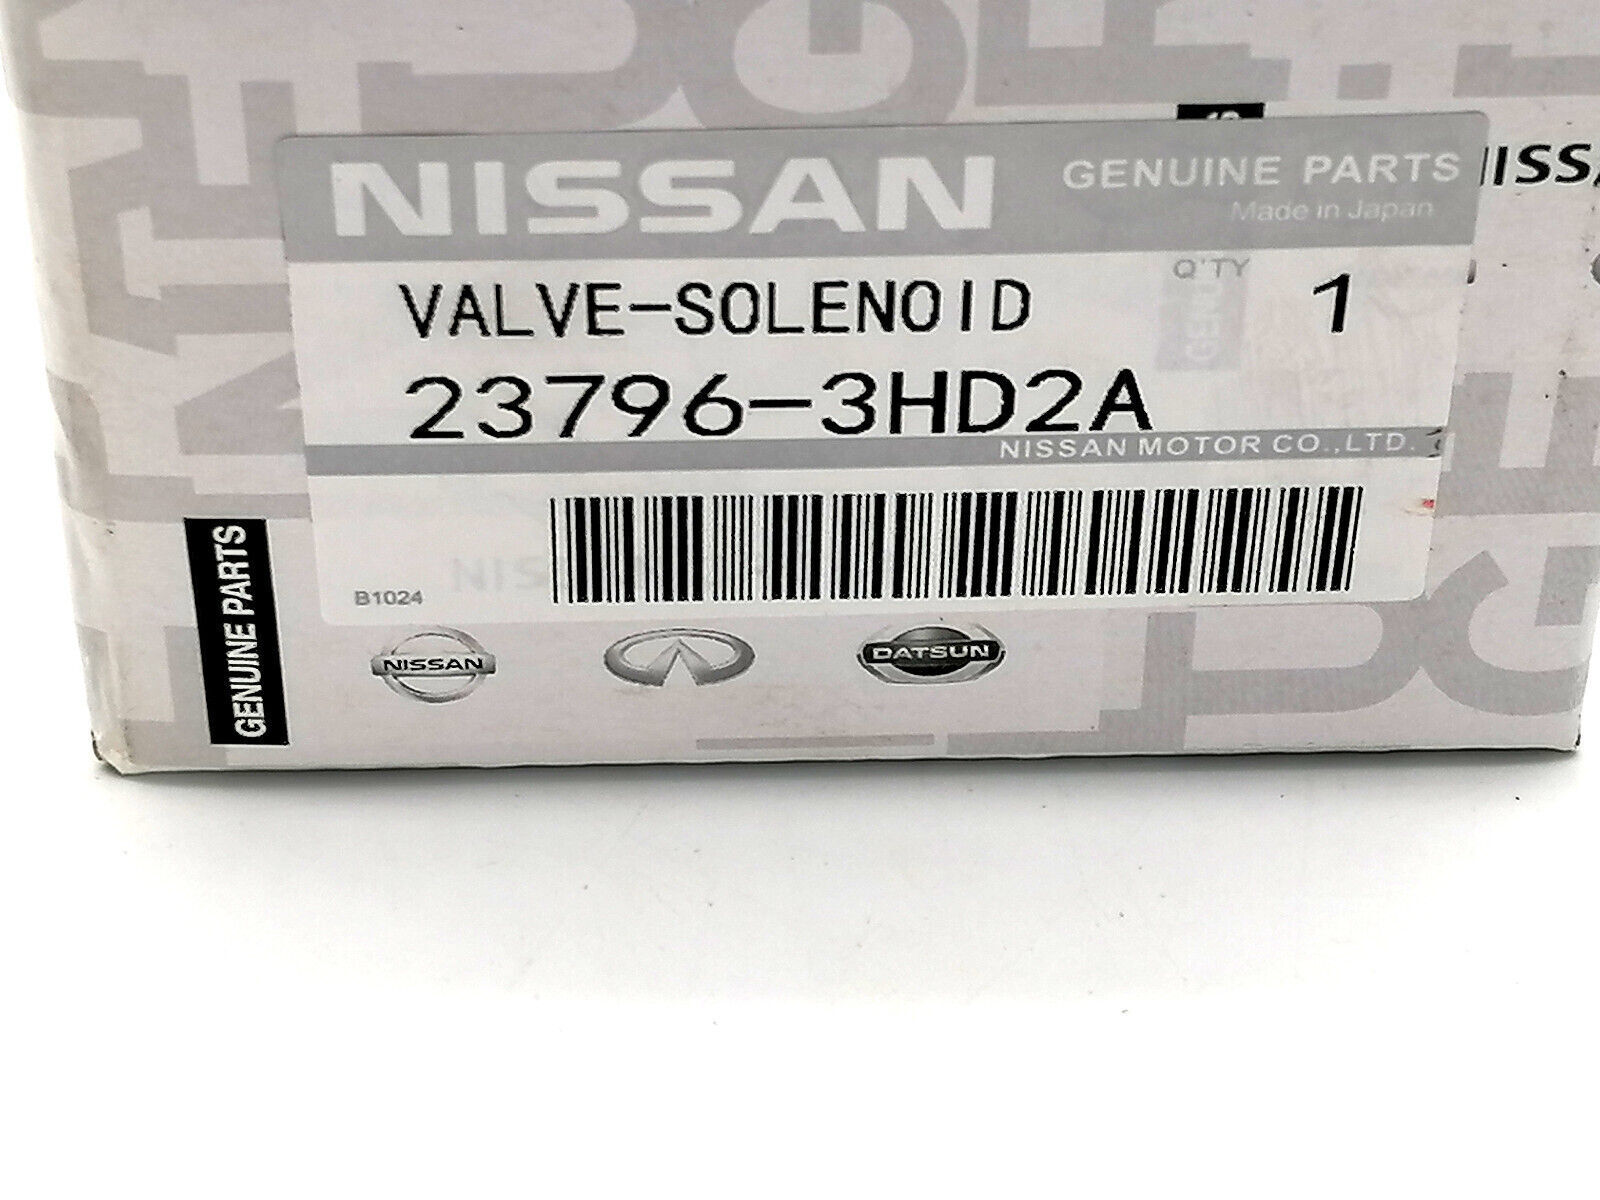 NISSAN
GENUINE PARTS
Made in Japan
VALVE-SOLENOID
Q'TY
1
23796-3HD2A
NISSAN MOTOR CO.,LTD.
B1024
GENUINE PARTS
NISSAN
DATSUN